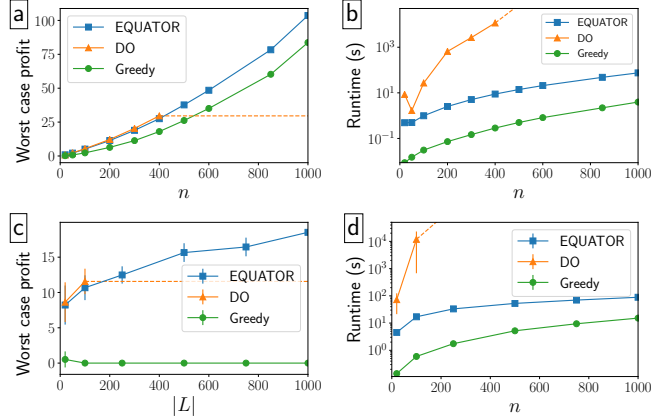 a
Worst case profit
100
75
50
25
0
EQUATOR
DO
Greedy
0 200 400 600 800 1000
n
b
Runtime (s)
10^3
10^1
10^-1
EQUATOR
DO
Greedy
0 200 400 600 800 1000
n
c
Worst case profit
15
10
5
0
EQUATOR
DO
Greedy
0 200 400 600 800 1000
|L|
d
Runtime (s)
10^4
10^3
10^2
10^1
10^0
EQUATOR
DO
Greedy
0 200 400 600 800 1000
n